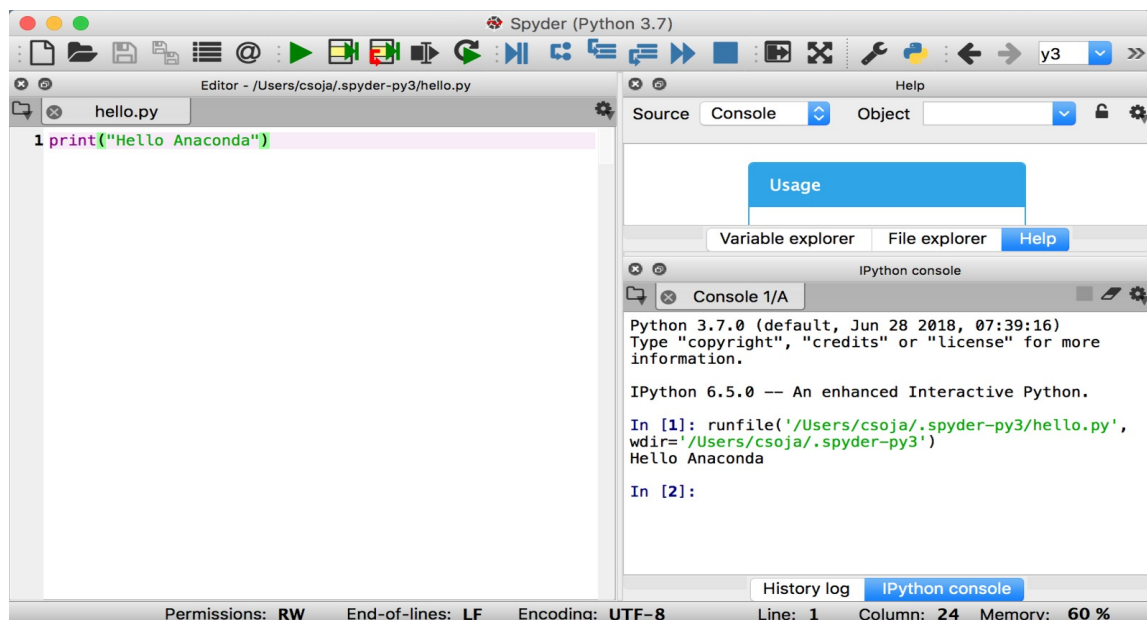 Spyder (Python 3.7)
y3
Editor - /Users/csoja/.spyder-py3/hello.py
hello.py
1 print("Hello Anaconda")
Help
Source Console Object
Usage
Variable explorer File explorer Help
IPython console
Console 1/A
Python 3.7.0 (default, Jun 28 2018, 07:39:16)
Type "copyright", "credits" or "license" for more
information.
IPython 6.5.0 -- An enhanced Interactive Python.
In [1]: runfile('/Users/csoja/.spyder-py3/hello.py',
wdir='/Users/csoja/.spyder-py3')
Hello Anaconda
In [2]:
History log IPython console
Permissions: RW End-of-lines: LF Encoding: UTF-8 Line: 1 Column: 24 Memory: 60 %